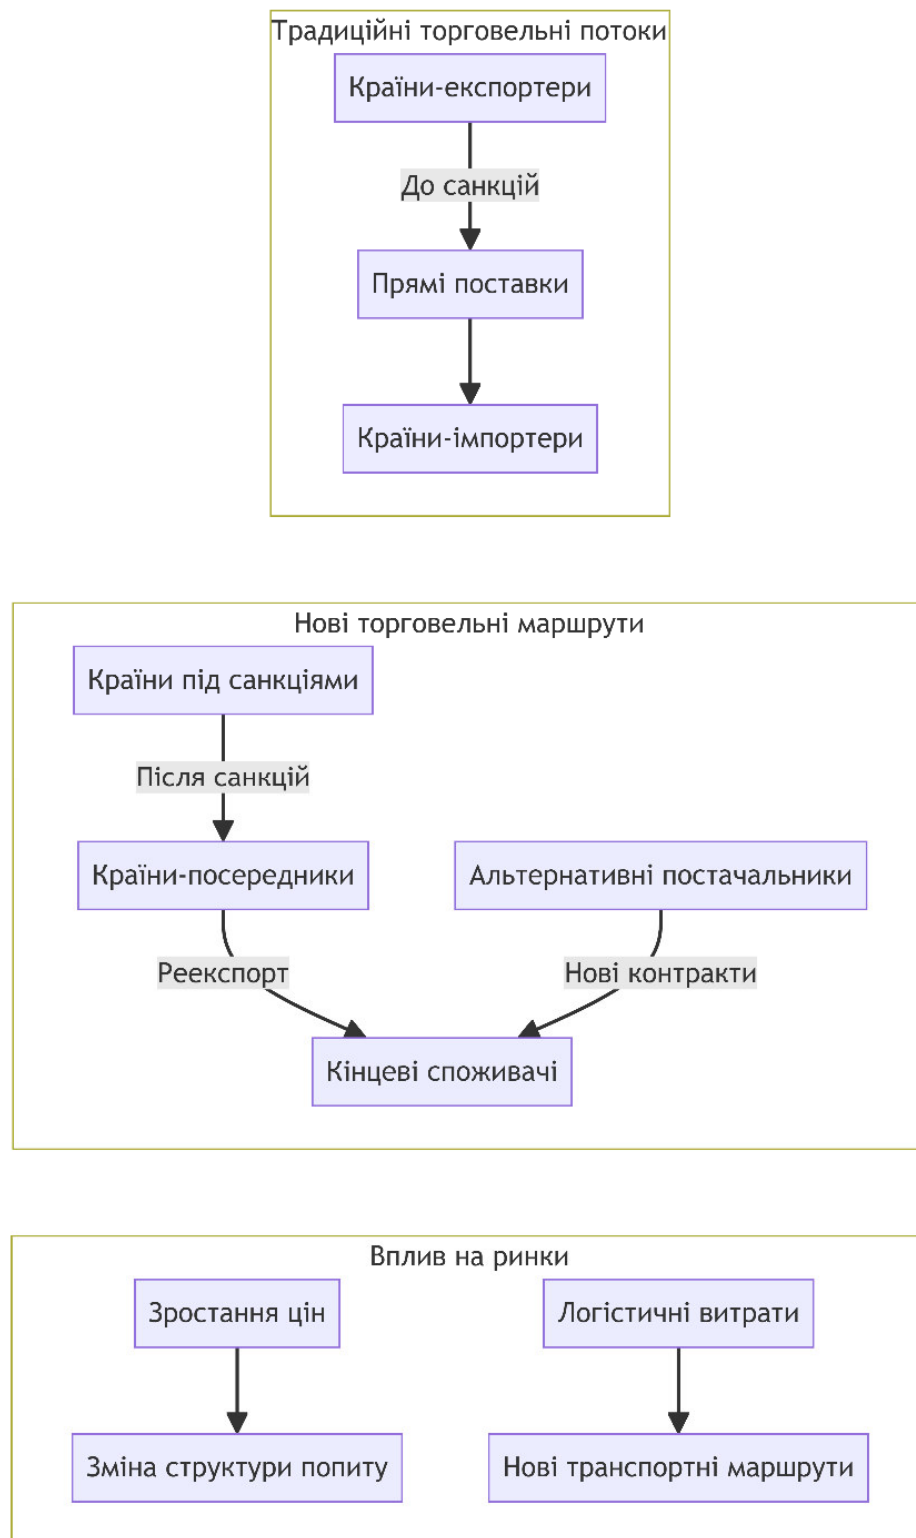 Традиційні торговельні потоки
Країни-експортери
До санкцій
Прямі поставки
Країни-імпортери
Нові торговельні маршрути
Країни під санкціями
Після санкцій
Країни-посередники
Альтернативні постачальники
Реекспорт
Нові контракти
Кінцеві споживачі
Вплив на ринки
Зростання цін
Логістичні витрати
Зміна структури попиту
Нові транспортні маршрути